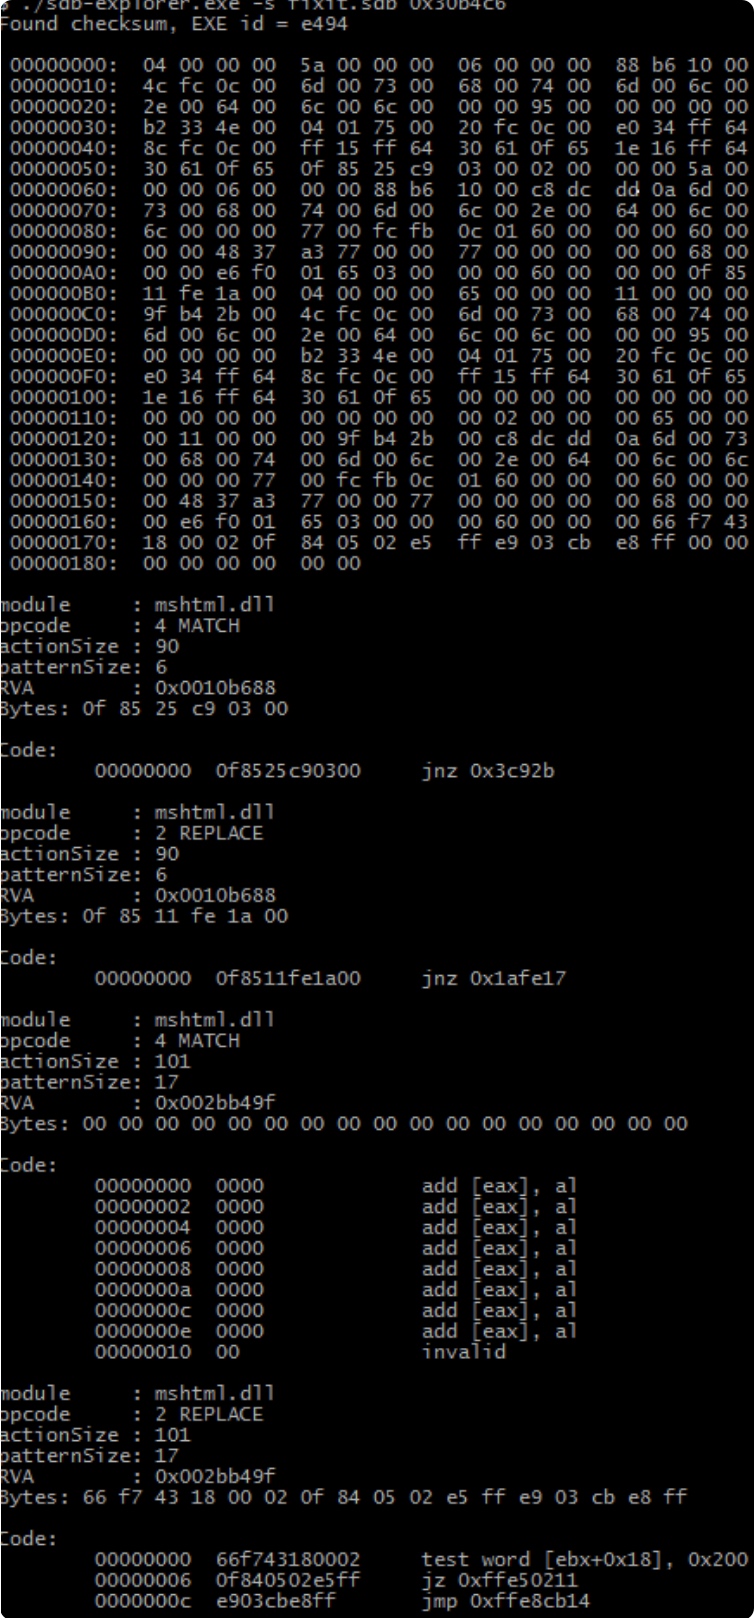 ./sdb-explorer.exe -s fixit.sdb 0x30b4c6
Found checksum, EXE id = e494
00000000: 04 00 00 00 5a 00 00 00 06 00 00 00 88 b6 10 00
00000010: 4c fc 0c 00 6d 00 73 00 68 00 74 00 6d 00 6c 00
00000020: 2e 00 64 00 6c 00 6c 00 00 00 95 00 00 00 00 00
00000030: b2 33 4e 00 04 01 75 00 20 fc 0c 00 e0 34 ff 64
00000040: 8c fc 0c 00 ff 15 ff 64 30 61 0f 65 1e 16 ff 64
00000050: 30 61 0f 65 0f 85 25 c9 03 00 02 00 00 00 5a 00
00000060: 00 00 06 00 00 00 88 b6 10 00 c8 dc dd 0a 6d 00
00000070: 73 00 68 00 74 00 6d 00 6c 00 2e 00 64 00 6c 00
00000080: 6c 00 00 00 77 00 fc fb 0c 01 60 00 00 00 60 00
00000090: 00 00 48 37 a3 77 00 00 77 00 00 00 00 00 68 00
000000A0: 00 00 e6 f0 01 65 03 00 00 00 60 00 00 00 0f 85
000000B0: 11 fe 1a 00 04 00 00 00 65 00 00 00 11 00 00 00
000000C0: 9f b4 2b 00 4c fc 0c 00 6d 00 73 00 68 00 74 00
000000D0: 6d 00 6c 00 2e 00 64 00 6c 00 6c 00 00 00 95 00
000000E0: 00 00 00 00 b2 33 4e 00 04 01 75 00 20 fc 0c 00
000000F0: e0 34 ff 64 8c fc 0c 00 ff 15 ff 64 30 61 0f 65
00000100: 1e 16 ff 64 30 61 0f 65 00 00 00 00 00 00 00 00
00000110: 00 00 00 00 00 00 00 00 00 02 00 00 00 65 00 00
00000120: 00 11 00 00 00 9f b4 2b 00 c8 dc dd 0a 6d 00 73
00000130: 00 68 00 74 00 6d 00 6c 00 2e 00 64 00 6c 00 6c
00000140: 00 00 00 77 00 fc fb 0c 01 60 00 00 00 60 00 00
00000150: 00 48 37 a3 77 00 00 77 00 00 00 00 00 68 00 00
00000160: 00 e6 f0 01 65 03 00 00 00 60 00 00 00 66 f7 43
00000170: 18 00 02 0f 84 05 02 e5 ff e9 03 cb e8 ff 00 00
00000180: 00 00 00 00 00 00
module : mshtml.dll
opcode : 4 MATCH
actionSize : 90
patternSize: 6
RVA : 0x0010b688
Bytes: 0f 85 25 c9 03 00
Code:
00000000 0f8525c90300 jnz 0x3c92b
module : mshtml.dll
opcode : 2 REPLACE
actionSize : 90
patternSize: 6
RVA : 0x0010b688
Bytes: 0f 85 11 fe 1a 00
Code:
00000000 0f8511fe1a00 jnz 0x1afe17
module : mshtml.dll
opcode : 4 MATCH
actionSize : 101
patternSize: 17
RVA : 0x002bb49f
Bytes: 00 00 00 00 00 00 00 00 00 00 00 00 00 00 00 00 00
Code:
00000000 0000 add [eax], al
00000002 0000 add [eax], al
00000004 0000 add [eax], al
00000006 0000 add [eax], al
00000008 0000 add [eax], al
0000000a 0000 add [eax], al
0000000c 0000 add [eax], al
0000000e 0000 add [eax], al
00000010 00 invalid
module : mshtml.dll
opcode : 2 REPLACE
actionSize : 101
patternSize: 17
RVA : 0x002bb49f
Bytes: 66 f7 43 18 00 02 0f 84 05 02 e5 ff e9 03 cb e8 ff
Code:
00000000 66f743180002 test word [ebx+0x18], 0x200
00000006 0f840502e5ff jz 0xffe50211
0000000c e903cbe8ff jmp 0xffe8cb14